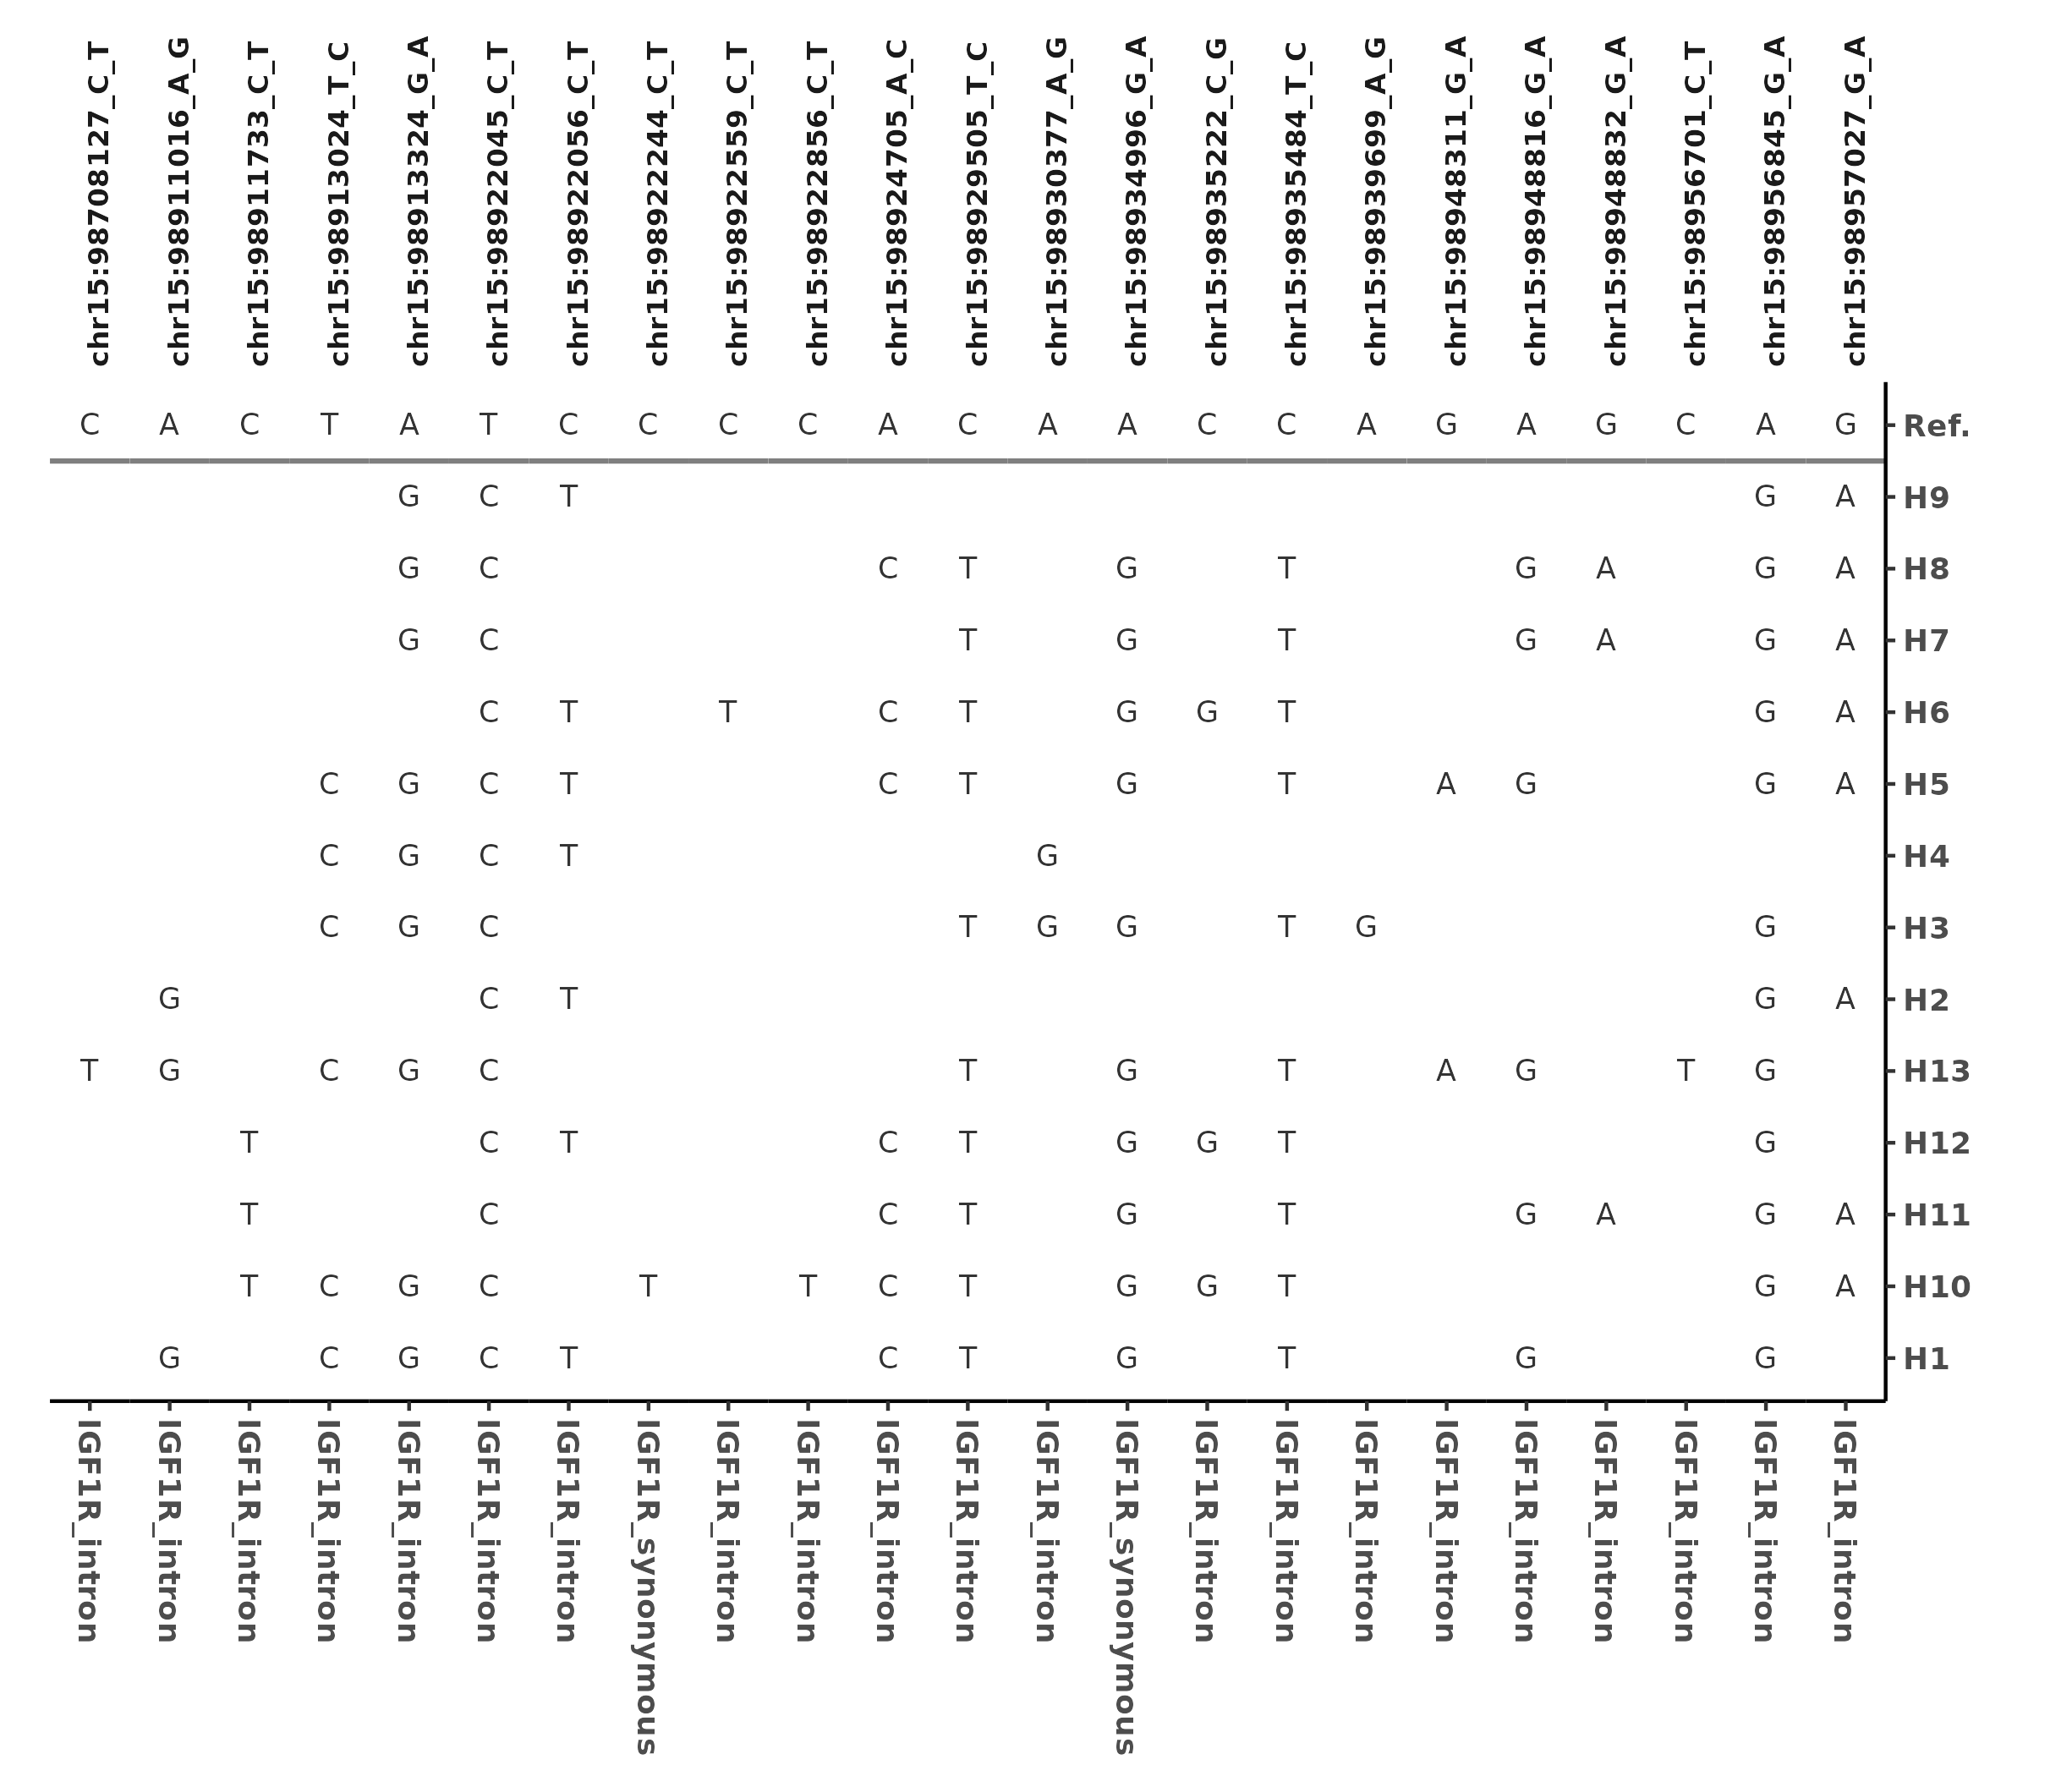 chr15:98708127_C_T chr15:98911016_A_G chr15:98911733_C_T chr15:98913024_T_C chr15:98913324_G_A chr15:98922045_C_T chr15:98922056_C_T chr15:98922244_C_T chr15:98922559_C_T chr15:98922856_C_T chr15:98924705_A_C chr15:98929505_T_C chr15:98930377_A_G chr15:98934996_G_A chr15:98935222_C_G chr15:98935484_T_C chr15:98939699_A_G chr15:98948311_G_A chr15:98948816_G_A chr15:98948832_G_A chr15:98956701_C_T chr15:98956845_G_A chr15:98957027_G_A
C A C T A T C C C C A C A A C C A G A G C A G Ref.
G C T G A H9
G C C T G T G A G A H8
G C T G T G A G A H7
C T T C T G G T G A H6
C G C T C T G T A G G A H5
C G C T G H4
C G C T G G T G G H3
G C T G A H2
T G C G C T G T A G T G H13
T C T C T G G T G H12
T C C T G T G A G A H11
T C G C T T C T G G T G A H10
G C G C T C T G T G G H1
IGF1R_intron IGF1R_intron IGF1R_intron IGF1R_intron IGF1R_intron IGF1R_intron IGF1R_intron IGF1R_synonymous IGF1R_intron IGF1R_intron IGF1R_intron IGF1R_intron IGF1R_intron IGF1R_synonymous IGF1R_intron IGF1R_intron IGF1R_intron IGF1R_intron IGF1R_intron IGF1R_intron IGF1R_intron IGF1R_intron IGF1R_intron